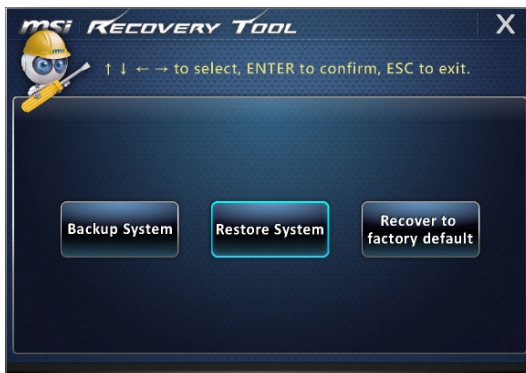 msi RECOVERY TOOL X
↑ ↓ ← → to select, ENTER to confirm, ESC to exit.
Backup System
Restore System
Recover to
factory default